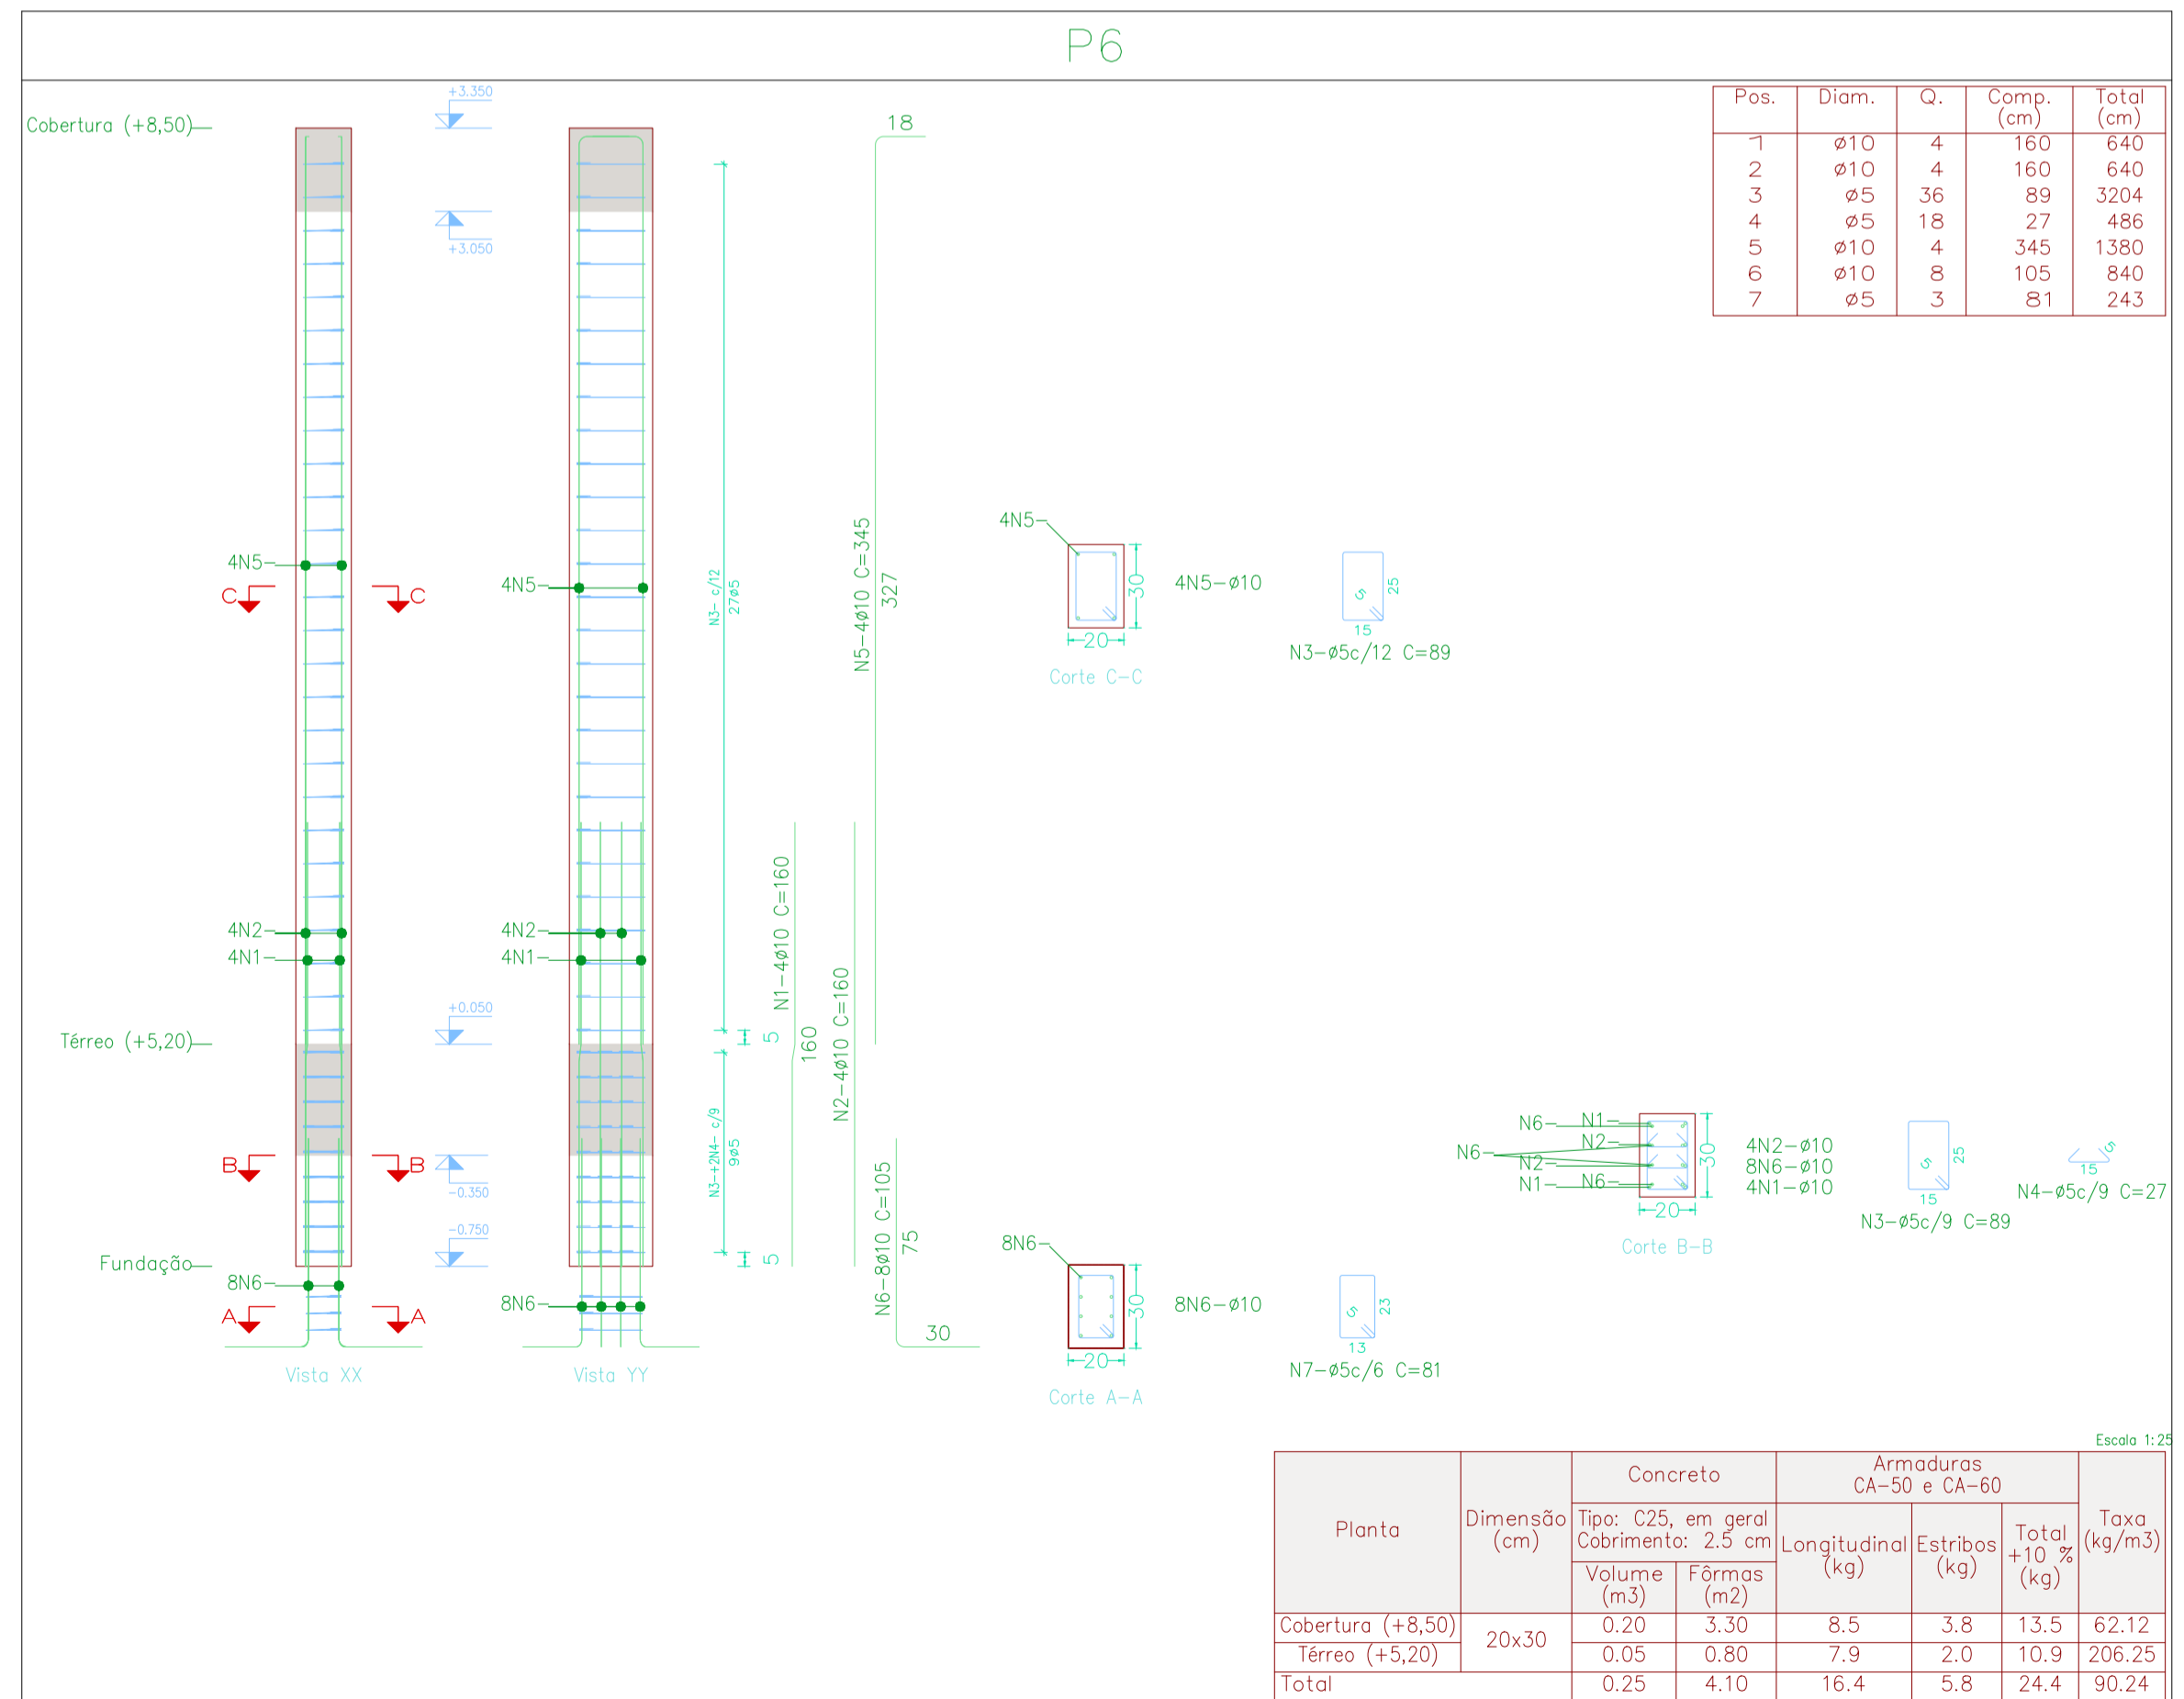 P6
Pos. Diam. Q. Comp. (cm) Total (cm)
1 ø10 4 160 640
2 ø10 4 160 640
3 ø5 36 89 3204
4 ø5 18 27 486
5 ø10 4 345 1380
6 ø10 8 105 840
7 ø5 3 81 243
Cobertura (+8,50)
+3.350
+3.050
18
4N5
4N5
C C
N3- c/12
27ø5
N5-4ø10 C=345
327
4N5
30
20
4N5-ø10
Corte C-C
5
25
15
N3-ø5c/12 C=89
4N2
4N1
4N2
4N1
N1-4ø10 C=160
160
N2-4ø10 C=160
Térreo (+5,20)
+0.050
5
N3-+2N4- c/9
9ø5
B B
-0.350
-0.750
5
Fundação
8N6
8N6
A A
N6-8ø10 C=105
75
30
Vista XX
Vista YY
8N6
30
20
8N6-ø10
Corte A-A
5
23
13
N7-ø5c/6 C=81
N6
N1
N2
N6
N2
N1
N6
30
20
4N2-ø10
8N6-ø10
4N1-ø10
Corte B-B
5
25
15
N3-ø5c/9 C=89
5
15
N4-ø5c/9 C=27
Escala 1:25
Planta
Dimensão
(cm)
Concreto
Tipo: C25, em geral
Cobrimento: 2.5 cm
Volume
(m3)
Fôrmas
(m2)
Armaduras
CA-50 e CA-60
Longitudinal
(kg)
Estribos
(kg)
Total
+10 %
(kg)
Taxa
(kg/m3)
Cobertura (+8,50) 20x30 0.20 3.30 8.5 3.8 13.5 62.12
Térreo (+5,20) 0.05 0.80 7.9 2.0 10.9 206.25
Total 0.25 4.10 16.4 5.8 24.4 90.24